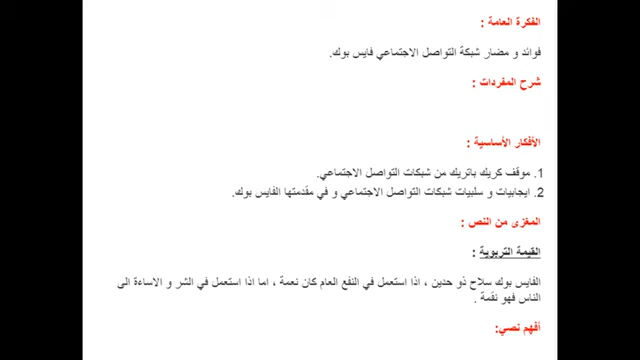 الفكرة العامة :
فوائد و مضار شبكة التواصل الاجتماعي فايس بوك.
شرح المفردات :
الأفكار الأساسية :
1. موقف كريك باتريك من شبكات التواصل الاجتماعي.
2. ايجابيات و سلبيات شبكات التواصل الاجتماعي و في مقدمتها الفايس بوك.
المغزى من النص :
القيمة التربوية :
الفايس بوك سلاح ذو حدين ، اذا استعمل في النفع العام كان نعمة ، اما اذا استعمل في الشر و الاساءة الى
الناس فهو نقمة .
أفهم نصي: